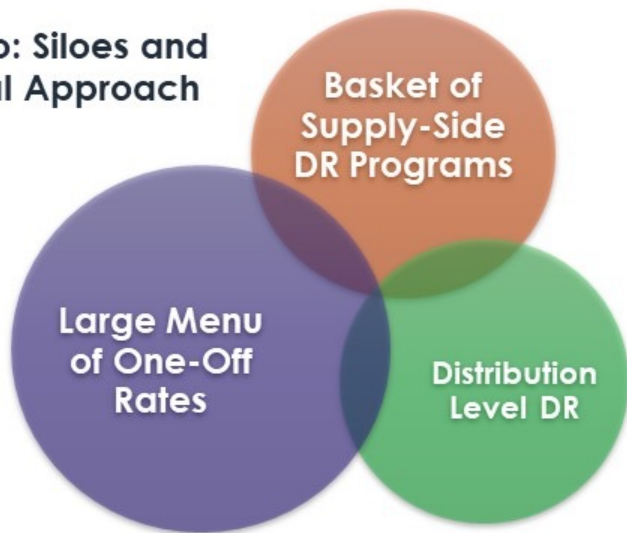 o: Siloes and
l Approach
Basket of
Supply-Side
DR Programs
Large Menu
of One-Off
Rates
Distribution
Level DR